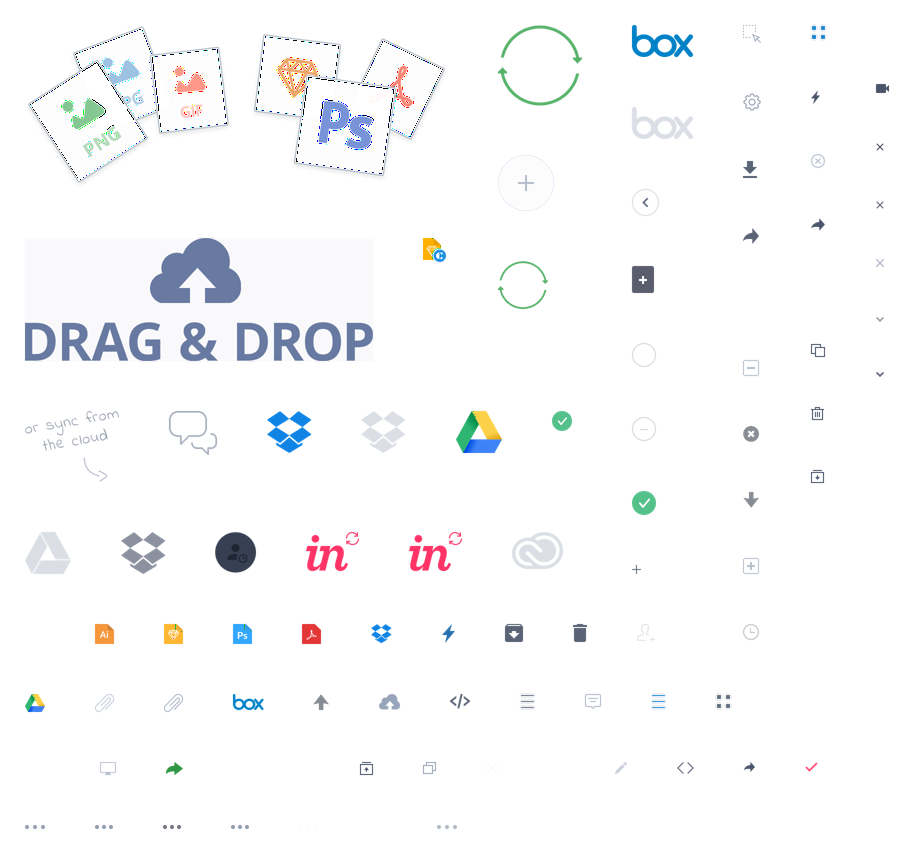 box
PNG
GIF
Ps
box
DRAG & DROP
or sync from
the cloud
in
in
Ai
Ps
box